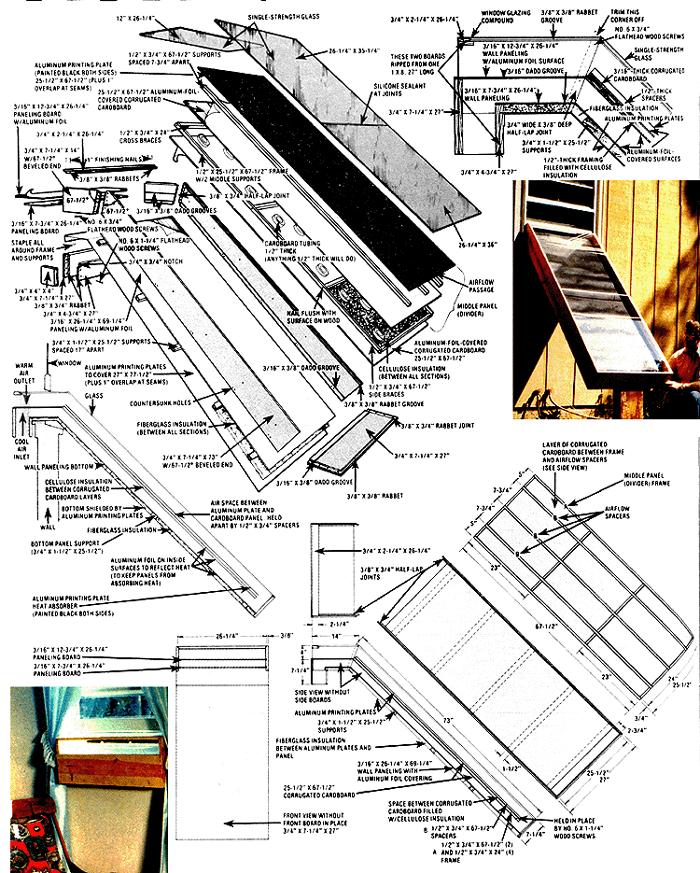 12" X 26-1/4"
SINGLE-STRENGTH GLASS
1/2" X 3/4" X 67-1/2" SUPPORTS
SPACED 7-3/4" APART
26-1/4" X 35-1/4"
ALUMINUM PRINTING PLATE
(PAINTED BLACK BOTH SIDES)
25-1/2" X 67-1/2" (PLUS 1"
OVERLAP AT SEAMS)
25-1/2" X 67-1/2" ALUMINUM-FOIL-
COVERED CORRUGATED
CARDBOARD
SILICONE SEALANT
AT JOINTS
3/16" X 12-3/4" X 26-1/4"
PANELING BOARD
W/ALUMINUM FOIL
3/4" X 2-1/4" X 26-1/4"
1/2" X 3/4" X 24"
CROSS BRACES
3/4" X 7-1/4" X 14"
W/67-1/2°
BEVELED END
FINISHING NAILS
3/8" X 3/8" RABBETS
1/2" X 25-1/2" X 67-1/2" FRAME
W/2 MIDDLE SUPPORTS
3/8" X 3/4" HALF-LAP JOINT
67-1/2°
67-1/2°
3/16" X 3/8" DADO GROOVES
3/16" X 7-3/4" X 26-1/4"
PANELING BOARD
NO. 6 X 3/4"
FLATHEAD WOOD SCREWS
NO. 6 X 1-1/4" FLATHEAD
WOOD SCREWS
STAPLE ALL
AROUND FRAME
AND SUPPORTS
3/4" X 3/4" NOTCH
CARDBOARD TUBING
1/2" THICK
(ANYTHING 1/2" THICK WILL DO)
26-1/4" X 36"
AIRFLOW
PASSAGE
MIDDLE PANEL
(DIVIDER)
3/4" X 4" X 4"
3/4" X 7-1/4" X 27"
3/8" RABBET
3/4" X 4-3/4" X 27"
3/16" X 26-1/4" X 69-1/4"
PANELING W/ALUMINUM FOIL
NAIL FLUSH WITH
SURFACE ON WOOD
3/4" X 1-1/2" X 25-1/2" SUPPORTS
SPACED 17" APART
ALUMINUM-FOIL-COVERED
CORRUGATED CARDBOARD
25-1/2" X 67-1/2"
CELLULOSE INSULATION
(BETWEEN ALL SECTIONS)
ALUMINUM PRINTING PLATES
TO COVER 27" X 77-1/2"
(PLUS 1" OVERLAP AT SEAMS)
3/16" X 3/8" DADO GROOVE
1/2" X 3/4" X 67-1/2"
SIDE BRACES
3/8" X 3/8" RABBET GROOVE
COUNTERSUNK HOLES
FIBERGLASS INSULATION
(BETWEEN ALL SECTIONS)
3/8" X 3/4" RABBET JOINT
3/4" X 7-1/4" X 73"
W/67-1/2° BEVELED END
3/4" X 7-1/4" X 27"
3/16" X 3/8" DADO GROOVE
3/8" X 3/8" RABBET
3/4" X 2-1/4" X 26-1/4"
WINDOW GLAZING
COMPOUND
3/8" X 3/8" RABBET
GROOVE
TRIM THIS
CORNER OFF
NO. 6 X 3/4"
FLATHEAD WOOD SCREWS
SINGLE-STRENGTH
GLASS
THESE TWO BOARDS
RIPPED FROM ONE
1 X 8, 27" LONG
3/16" X 12-3/4" X 26-1/4"
WALL PANELING
W/ALUMINUM FOIL SURFACE
3/16" DADO GROOVE
3/16"-THICK CORRUGATED
CARDBOARD
3/16" X 7-3/4" X 26-1/4"
WALL PANELING
1/2"-THICK
SPACERS
FIBERGLASS INSULATION
ALUMINUM PRINTING PLATES
3/4" X 7-1/4" X 27"
3/4" WIDE X 3/8" DEEP
HALF-LAP JOINT
3/4" X 1-1/2" X 25-1/2"
SUPPORTS
ALUMINUM-FOIL-
COVERED SURFACES
1/2"-THICK FRAMING
FILLED WITH CELLULOSE
INSULATION
3/4" X 4-3/4" X 27"
WINDOW
WARM
AIR
OUTLET
GLASS
COOL
AIR
INLET
WALL PANELING BOTTOM
CELLULOSE INSULATION
BETWEEN CORRUGATED
CARDBOARD LAYERS
BOTTOM SHIELDED BY
ALUMINUM PRINTING PLATES
WALL
FIBERGLASS INSULATION
AIR SPACE BETWEEN
ALUMINUM PLATE AND
CARDBOARD PANEL HELD
APART BY 1/2" X 3/4" SPACERS
BOTTOM PANEL SUPPORT
(3/4" X 1-1/2" X 25-1/2")
ALUMINUM FOIL ON INSIDE
SURFACES TO REFLECT HEAT
(TO KEEP PANELS FROM
ABSORBING HEAT)
ALUMINUM PRINTING PLATE
HEAT ABSORBER
(PAINTED BLACK BOTH SIDES)
LAYER OF CORRUGATED
CARDBOARD BETWEEN FRAME
AND AIRFLOW SPACERS
(SEE SIDE VIEW)
MIDDLE PANEL
(DIVIDER) FRAME
AIRFLOW
SPACERS
7-3/4"
7-3/4"
5"
5"
23"
67-1/2"
23"
24"
25-1/2"
3/4"
3/4" X 2-1/4" X 26-1/4"
3/8" X 3/4" HALF-LAP
JOINTS
2-1/4"
26-1/4"
3/8"
14"
7-1/4"
3/16" X 12-3/4" X 26-1/4"
PANELING BOARD
3/16" X 7-3/4" X 26-1/4"
PANELING BOARD
SIDE VIEW WITHOUT
SIDE BOARDS
ALUMINUM PRINTING PLATES
3/4" X 1-1/2" X 25-1/2"
SUPPORTS
73"
2-3/4"
FIBERGLASS INSULATION
BETWEEN ALUMINUM PLATES AND
PANEL
3/16" X 26-1/4" X 69-1/4"
WALL PANELING WITH
ALUMINUM FOIL COVERING
1-1/2"
25-1/2"
27"
25-1/2" X 67-1/2"
CORRUGATED CARDBOARD
SPACE BETWEEN CORRUGATED
CARDBOARD FILLED
W/CELLULOSE INSULATION
HELD IN PLACE
BY NO. 6 X 1-1/4"
WOOD SCREWS
FRONT VIEW WITHOUT
FRONT BOARD IN PLACE
3/4" X 7-1/4" X 27"
B 1/2" X 3/4" X 67-1/2"
SPACERS
7-1/4"
1/2" X 3/4" X 67-1/2" (2)
A AND 1/2" X 3/4" X 24" (4)
FRAME